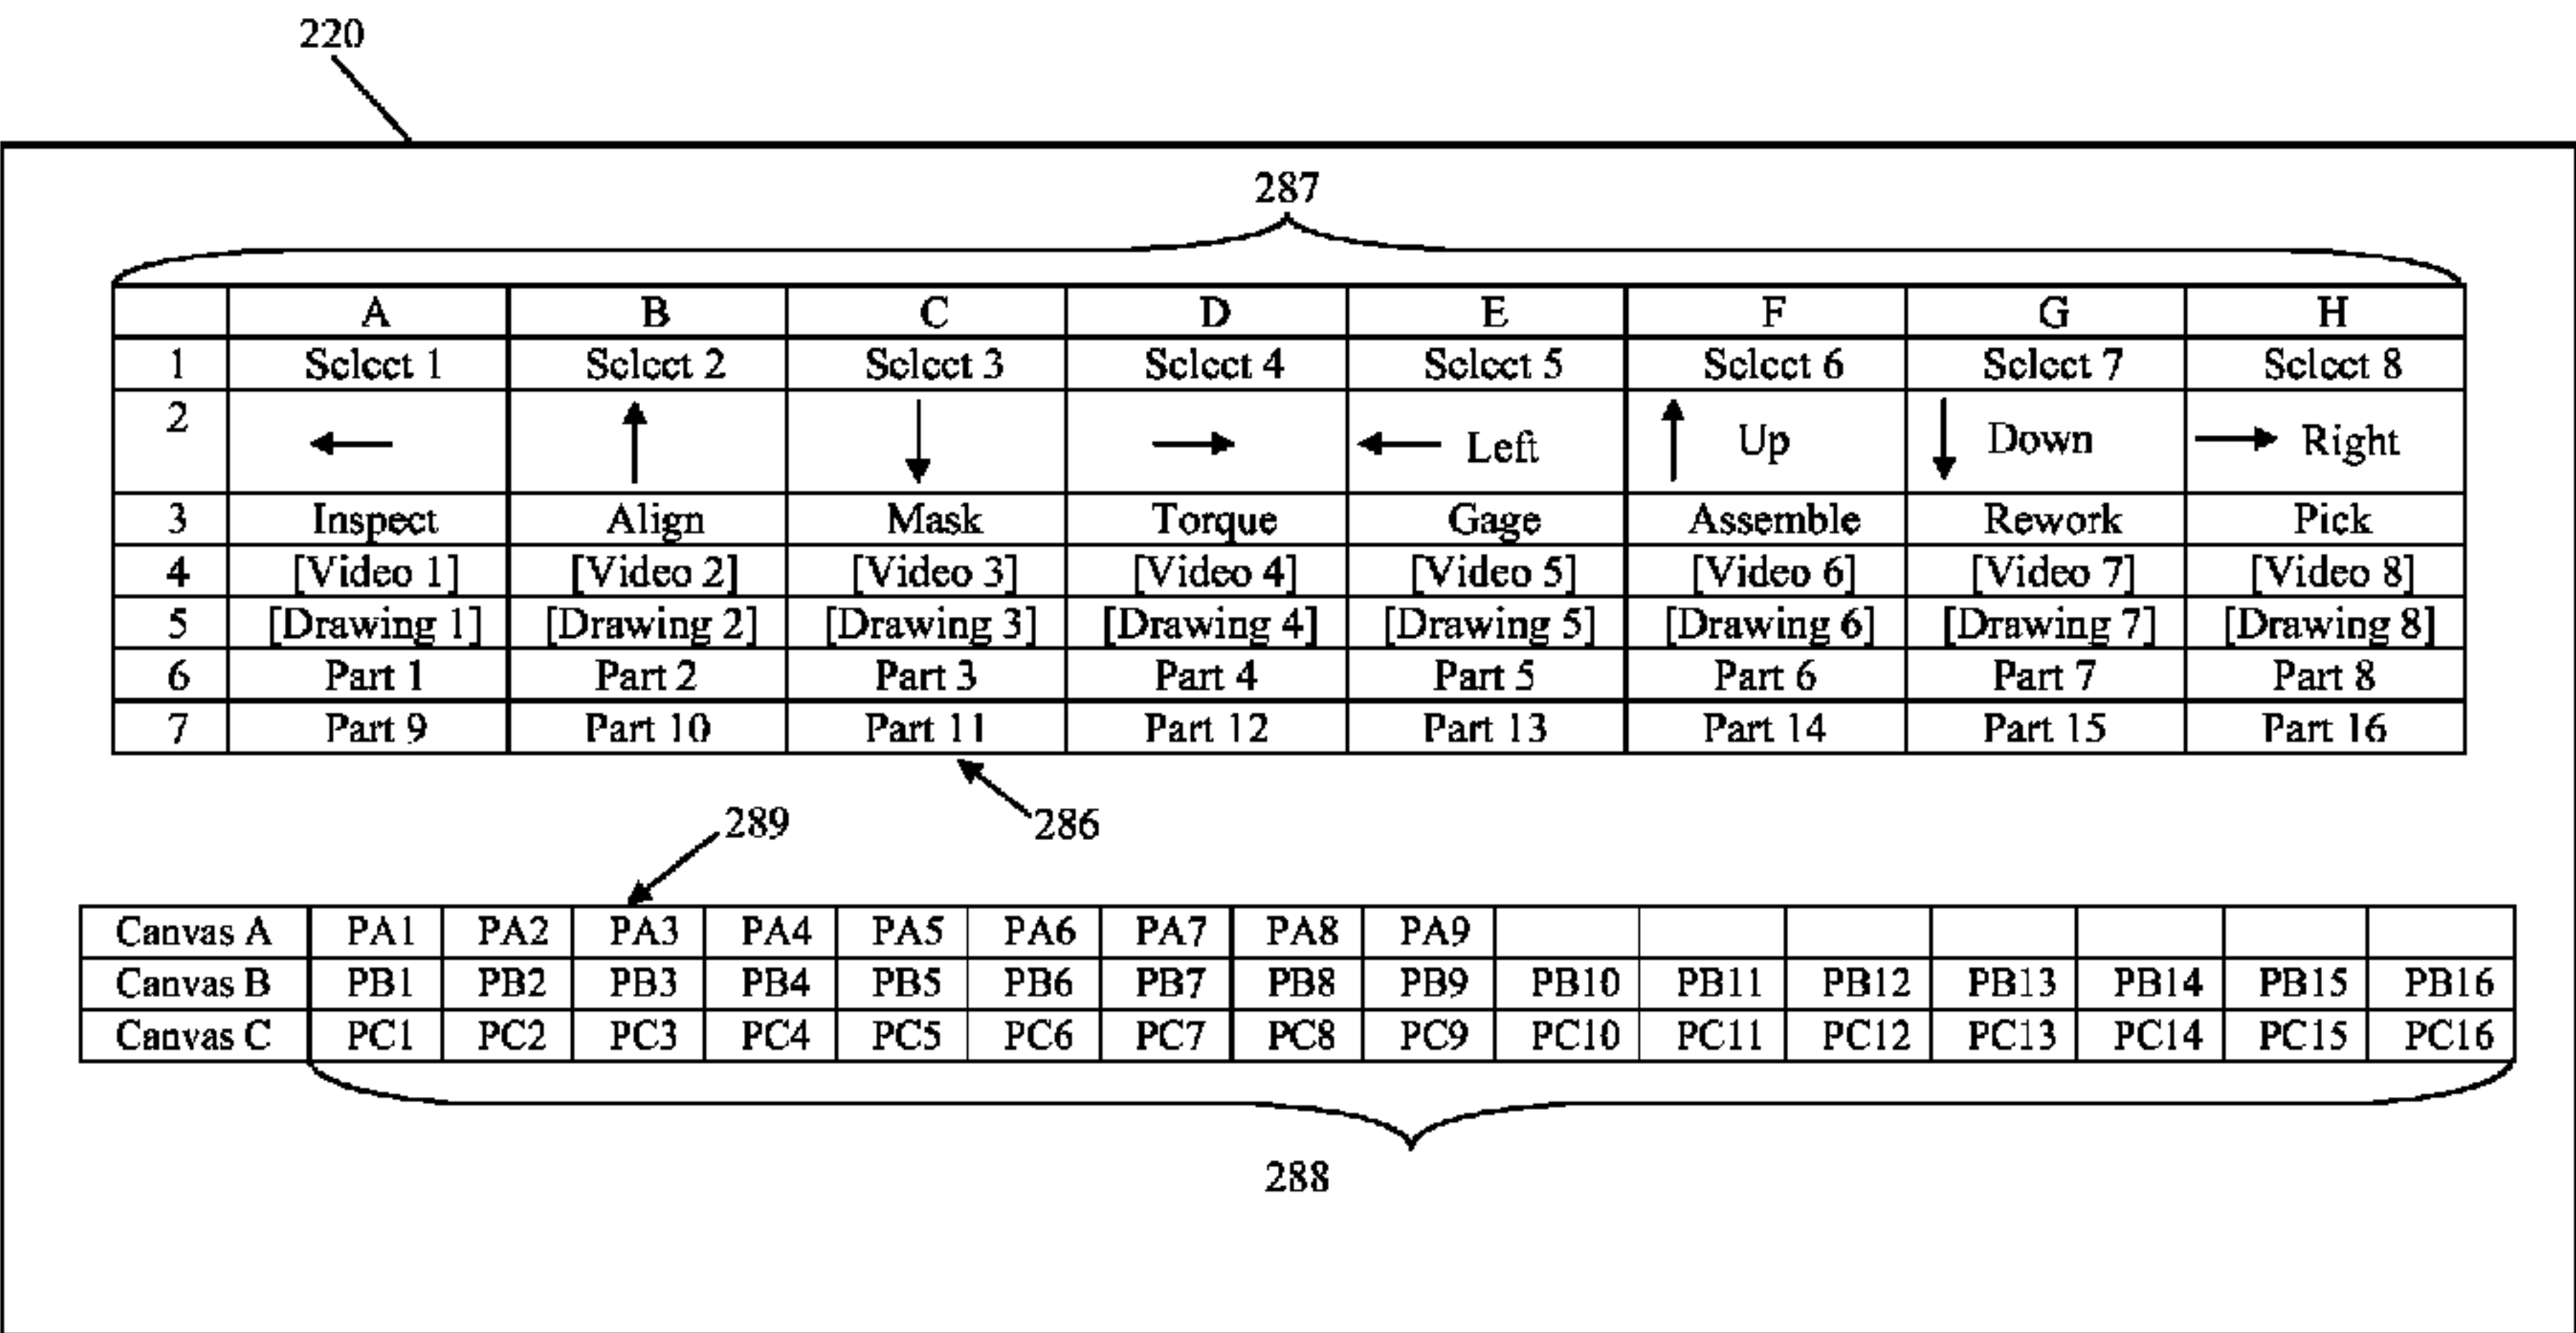 220
287
A B C D E F G H
1 Select 1 Select 2 Select 3 Select 4 Select 5 Select 6 Select 7 Select 8
2 ← ↑ ↓ → ← Left ↑ Up ↓ Down → Right
3 Inspect Align Mask Torque Gage Assemble Rework Pick
4 [Video 1] [Video 2] [Video 3] [Video 4] [Video 5] [Video 6] [Video 7] [Video 8]
5 [Drawing 1] [Drawing 2] [Drawing 3] [Drawing 4] [Drawing 5] [Drawing 6] [Drawing 7] [Drawing 8]
6 Part 1 Part 2 Part 3 Part 4 Part 5 Part 6 Part 7 Part 8
7 Part 9 Part 10 Part 11 Part 12 Part 13 Part 14 Part 15 Part 16
289 286
Canvas A PA1 PA2 PA3 PA4 PA5 PA6 PA7 PA8 PA9
Canvas B PB1 PB2 PB3 PB4 PB5 PB6 PB7 PB8 PB9 PB10 PB11 PB12 PB13 PB14 PB15 PB16
Canvas C PC1 PC2 PC3 PC4 PC5 PC6 PC7 PC8 PC9 PC10 PC11 PC12 PC13 PC14 PC15 PC16
288